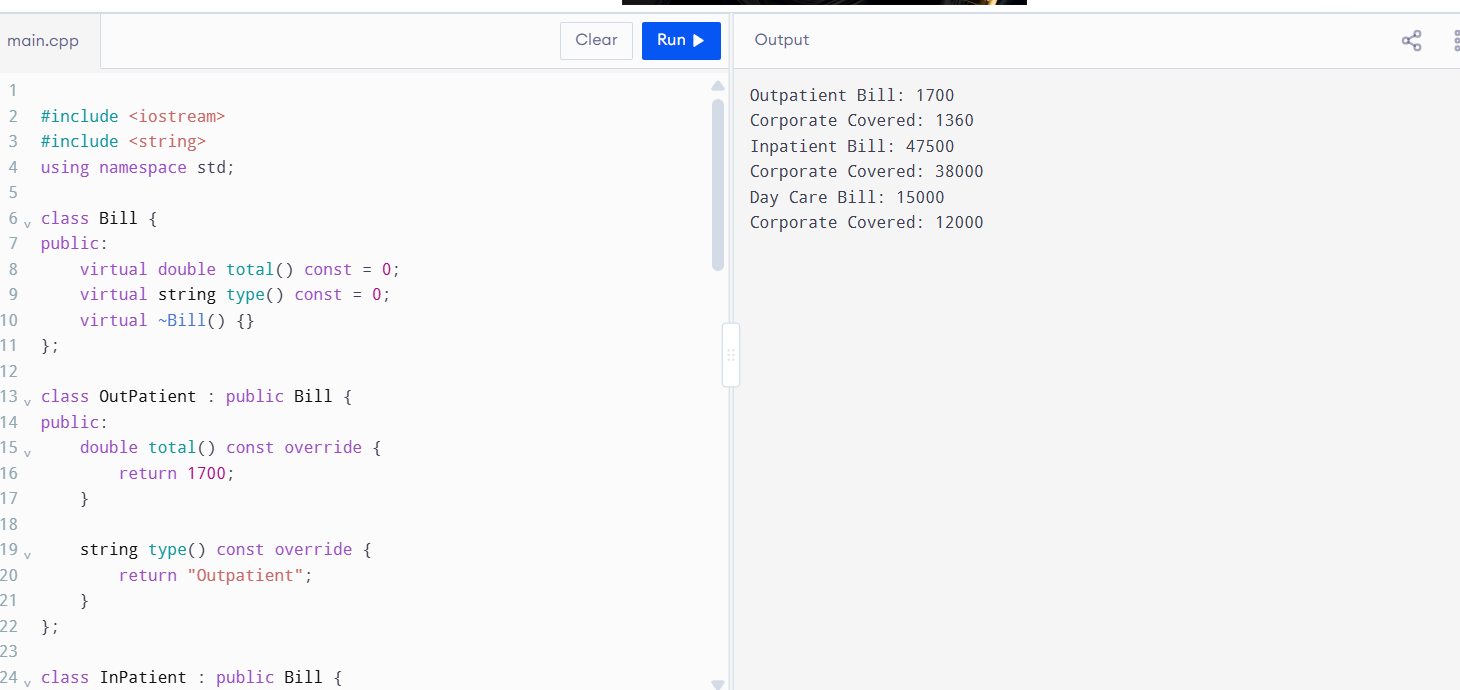 main.cpp
Clear
Run
Output
1
2 #include <iostream>
3 #include <string>
4 using namespace std;
5
6 class Bill {
7 public:
8     virtual double total() const = 0;
9     virtual string type() const = 0;
10     virtual ~Bill() {}
11 };
12
13 class OutPatient : public Bill {
14 public:
15     double total() const override {
16         return 1700;
17     }
18
19     string type() const override {
20         return "Outpatient";
21     }
22 };
23
24 class InPatient : public Bill {
Outpatient Bill: 1700
Corporate Covered: 1360
Inpatient Bill: 47500
Corporate Covered: 38000
Day Care Bill: 15000
Corporate Covered: 12000